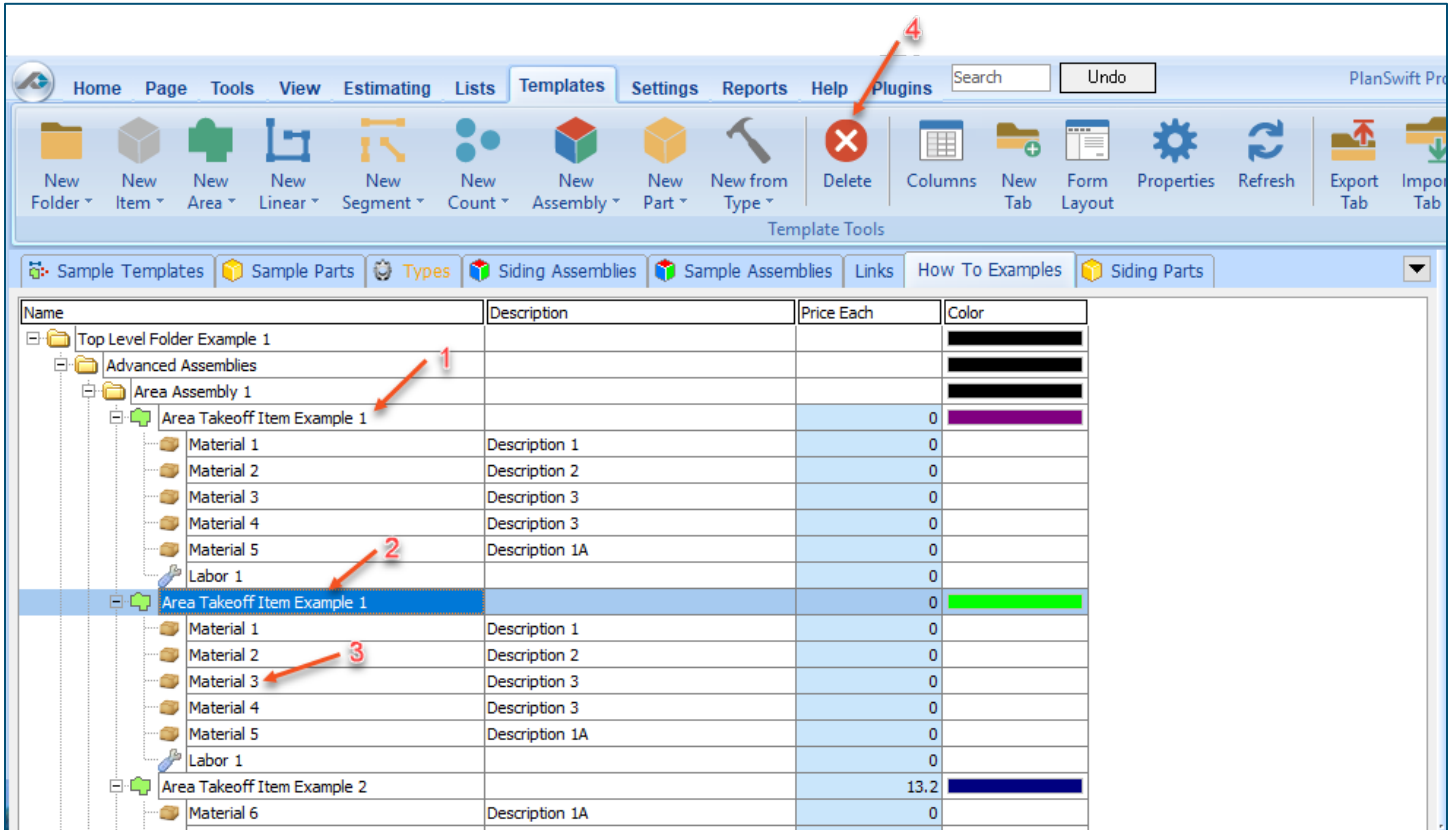 4
Home Page Tools View Estimating Lists Templates Settings Reports Help Plugins Search Undo PlanSwift Pro
New Folder New Item New Area New Linear New Segment New Count New Assembly New Part New from Type Delete Columns New Tab Form Layout Properties Refresh Export Tab Impor Tab
Template Tools
Sample Templates Sample Parts Types Siding Assemblies Sample Assemblies Links How To Examples Siding Parts
Name Description Price Each Color
Top Level Folder Example 1
Advanced Assemblies 1
Area Assembly 1
Area Takeoff Item Example 1 0
Material 1 Description 1 0
Material 2 Description 2 0
Material 3 Description 3 0
Material 4 Description 3 0
Material 5 2 Description 1A 0
Labor 1 0
Area Takeoff Item Example 1 0
Material 1 Description 1 0
Material 2 3 Description 2 0
Material 3 Description 3 0
Material 4 Description 3 0
Material 5 Description 1A 0
Labor 1 0
Area Takeoff Item Example 2 13.2
Material 6 Description 1A 0